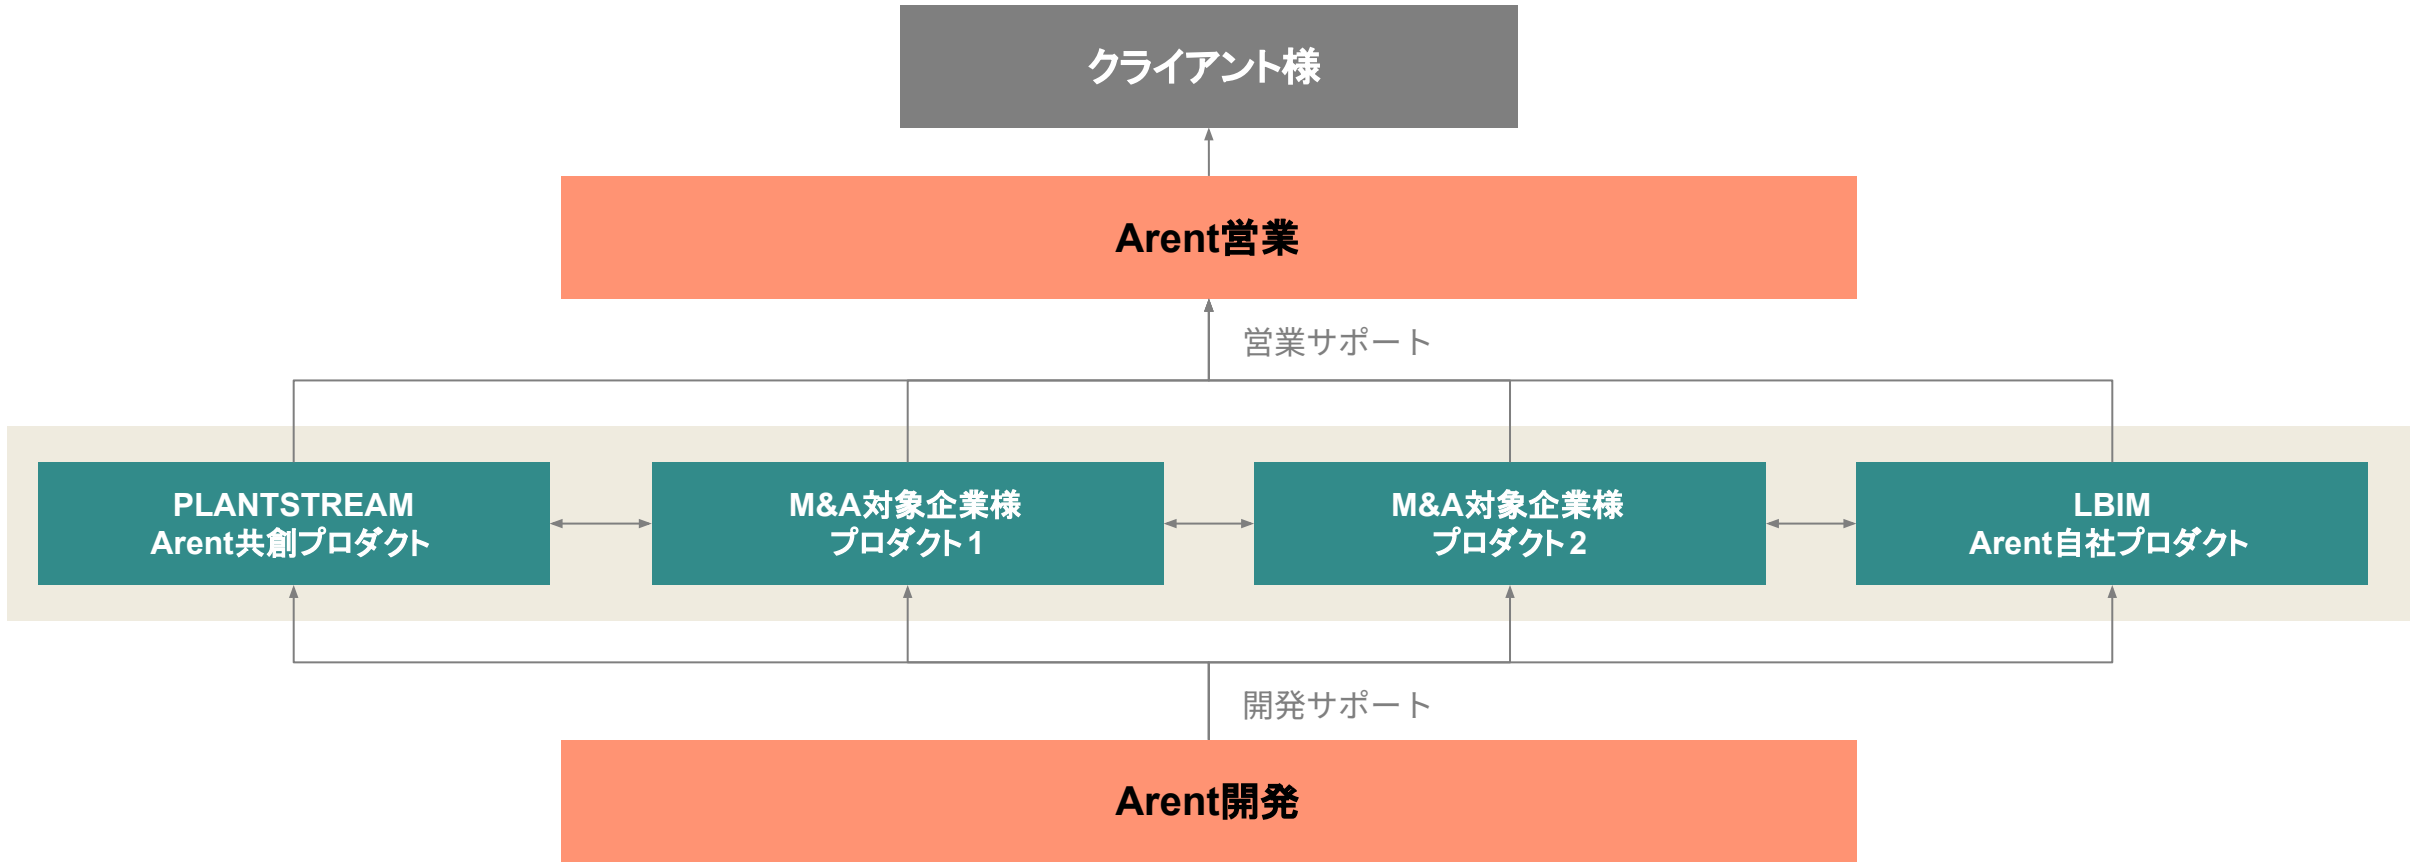 クライアント様
Arent営業
営業サポート
PLANTSTREAM
Arent共創プロダクト
M&A対象企業様
プロダクト1
M&A対象企業様
プロダクト2
LBIM
Arent自社プロダクト
開発サポート
Arent開発